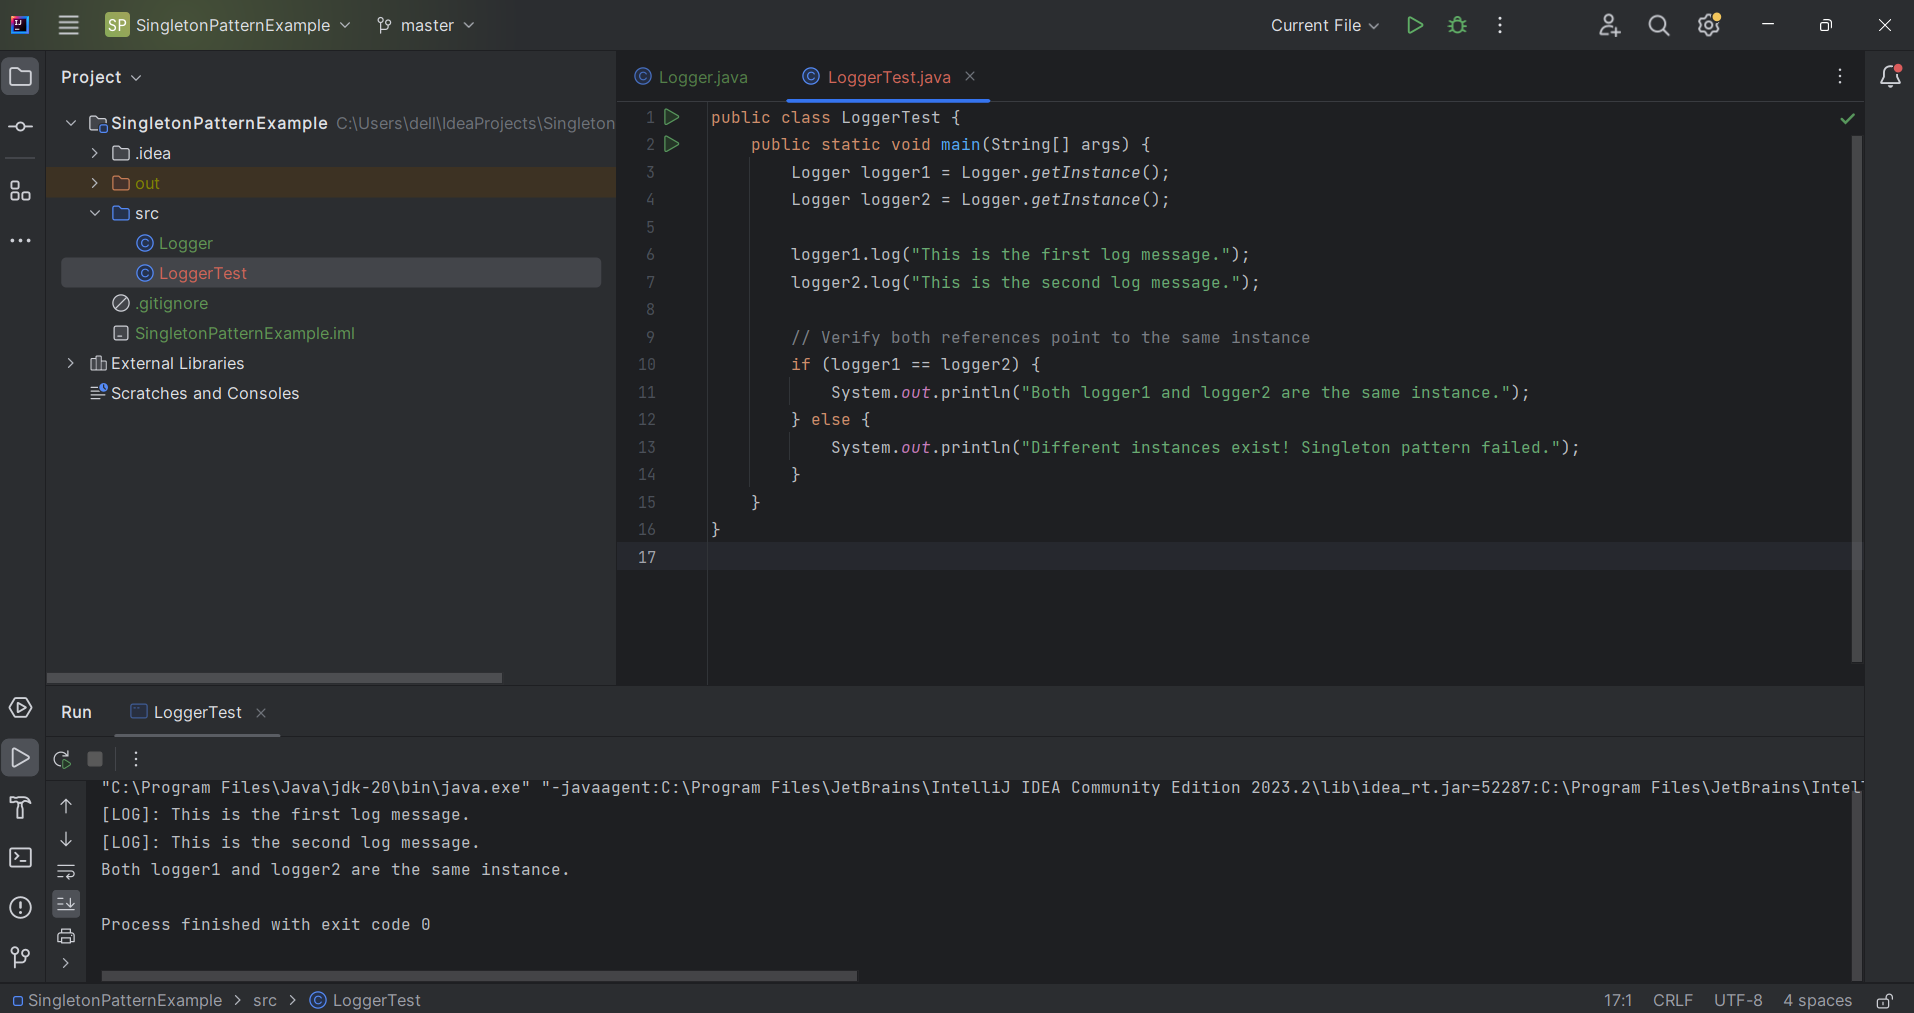 SP SingletonPatternExample master Current File
Project
SingletonPatternExample C:\Users\dell\IdeaProjects\Singleton
.idea
out
src
Logger
LoggerTest
.gitignore
SingletonPatternExample.iml
External Libraries
Scratches and Consoles
Logger.java LoggerTest.java
1 public class LoggerTest {
2     public static void main(String[] args) {
3         Logger logger1 = Logger.getInstance();
4         Logger logger2 = Logger.getInstance();
5
6         logger1.log("This is the first log message.");
7         logger2.log("This is the second log message.");
8
9         // Verify both references point to the same instance
10         if (logger1 == logger2) {
11             System.out.println("Both logger1 and logger2 are the same instance.");
12         } else {
13             System.out.println("Different instances exist! Singleton pattern failed.");
14         }
15     }
16 }
17
Run LoggerTest
"C:\Program Files\Java\jdk-20\bin\java.exe" "-javaagent:C:\Program Files\JetBrains\IntelliJ IDEA Community Edition 2023.2\lib\idea_rt.jar=52287:C:\Program Files\JetBrains\Intel
[LOG]: This is the first log message.
[LOG]: This is the second log message.
Both logger1 and logger2 are the same instance.
Process finished with exit code 0
SingletonPatternExample > src > LoggerTest 17:1 CRLF UTF-8 4 spaces